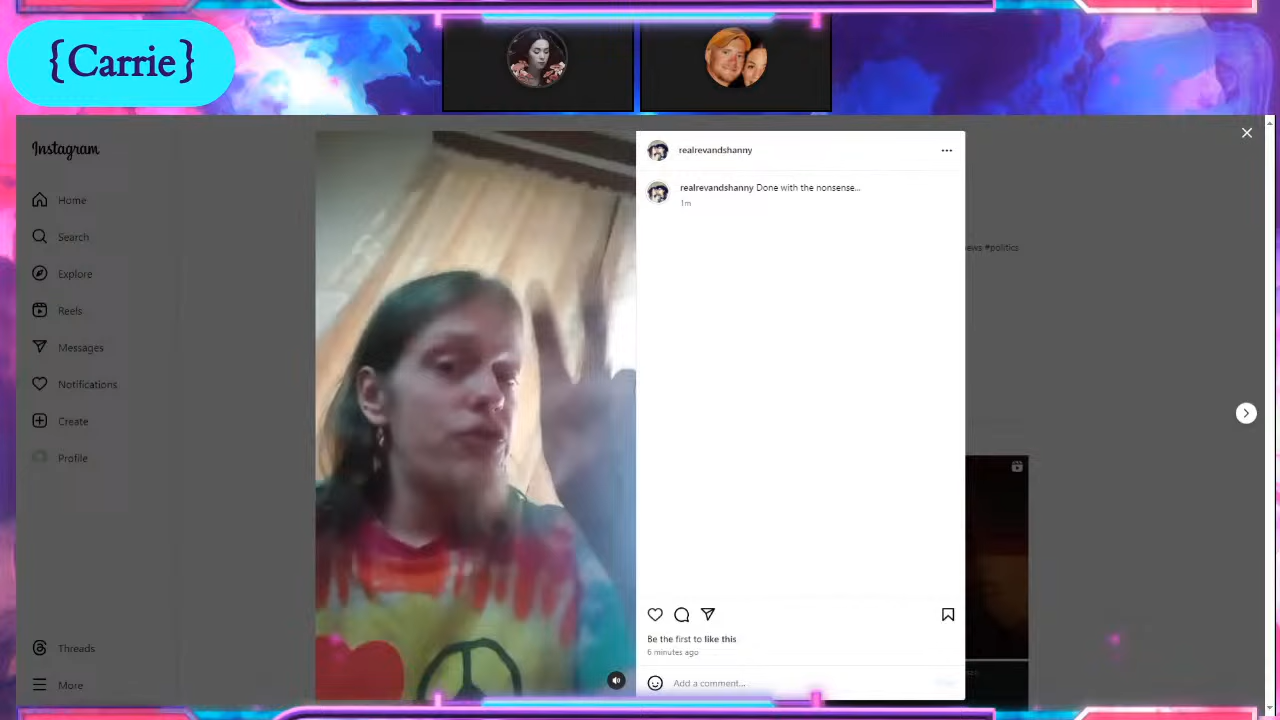 {Carrie}
Instagram
Home
Search
Explore
Reels
Messages
Notifications
Create
Profile
Threads
More
realrevandshanny
realrevandshanny Done with the nonsense...
1m
#politics
Be the first to like this
6 minutes ago
Add a comment...